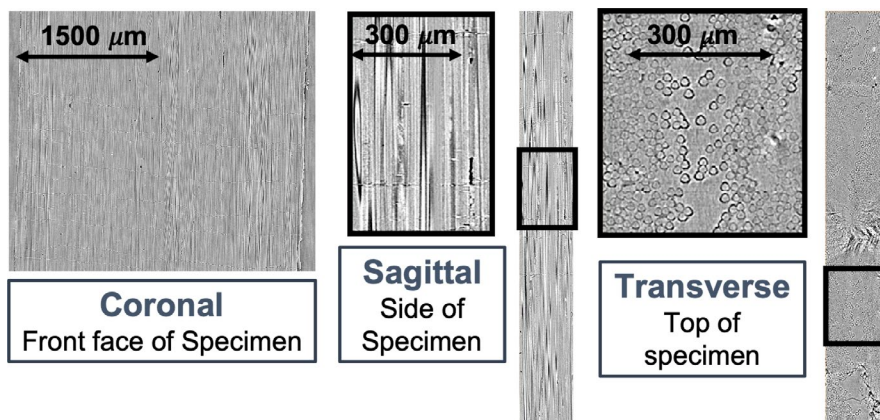 1500 μm
300 μm
300 μm
Coronal
Front face of Specimen
Sagittal
Side of
Specimen
Transverse
Top of
specimen